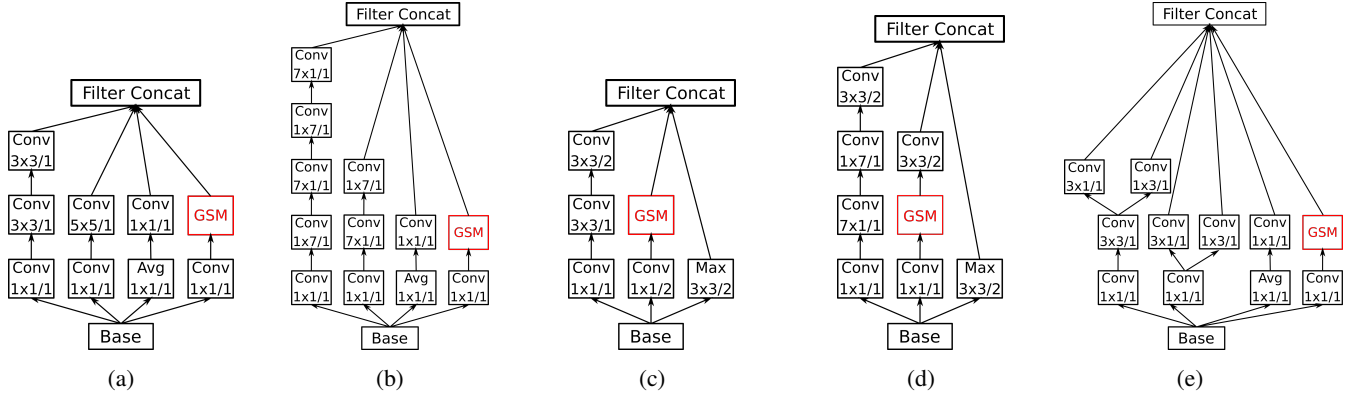 Filter Concat
Conv
3x3/1
Conv
3x3/1
Conv
5x5/1
Conv
1x1/1
GSM
Conv
1x1/1
Conv
1x1/1
Avg
1x1/1
Conv
1x1/1
Base
(a)
Filter Concat
Conv
7x1/1
Conv
1x7/1
Conv
7x1/1
Conv
1x7/1
Conv
1x7/1
Conv
7x1/1
Conv
1x1/1
GSM
Conv
1x1/1
Conv
1x1/1
Avg
1x1/1
Conv
1x1/1
Base
(b)
Filter Concat
Conv
3x3/2
Conv
3x3/1
GSM
Conv
1x1/1
Conv
1x1/2
Max
3x3/2
Base
(c)
Filter Concat
Conv
3x3/2
Conv
1x7/1
Conv
3x3/2
Conv
7x1/1
GSM
Conv
1x1/1
Conv
1x1/1
Max
3x3/2
Base
(d)
Filter Concat
Conv
3x1/1
Conv
1x3/1
Conv
3x3/1
Conv
3x1/1
Conv
1x3/1
Conv
1x1/1
GSM
Conv
1x1/1
Conv
1x1/1
Avg
1x1/1
Conv
1x1/1
Base
(e)